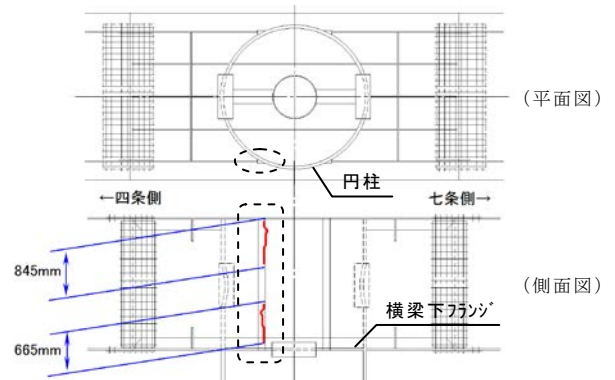 (平面図)
円柱
←四条側
七条側→
845mm
(側面図)
横梁下フランジ
665mm